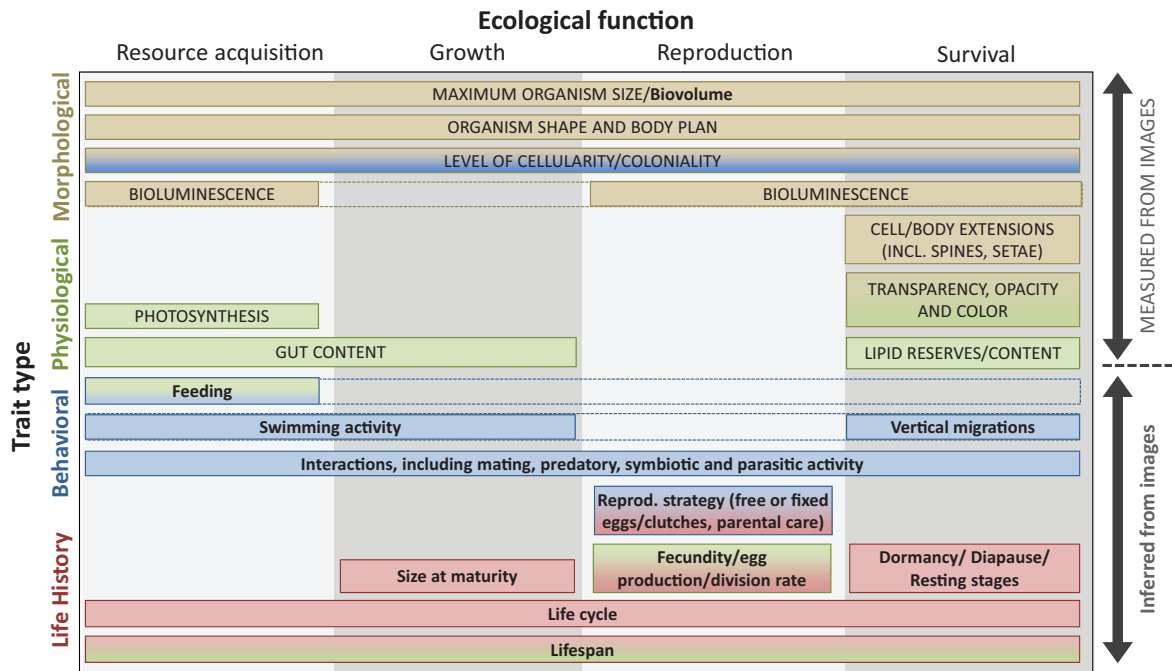 Ecological function
Resource acquisition
Growth
Reproduction
Survival
Trait type
Morphological
Physiological
Behavioral
Life History
MAXIMUM ORGANISM SIZE/Biovolume
ORGANISM SHAPE AND BODY PLAN
LEVEL OF CELLULARITY/COLONIALITY
BIOLUMINESCENCE
BIOLUMINESCENCE
CELL/BODY EXTENSIONS
(INCL. SPINES, SETAE)
TRANSPARENCY, OPACITY
AND COLOR
PHOTOSYNTHESIS
GUT CONTENT
LIPID RESERVES/CONTENT
Feeding
Swimming activity
Vertical migrations
Interactions, including mating, predatory, symbiotic and parasitic activity
Reprod. strategy (free or fixed
eggs/clutches, parental care)
Size at maturity
Fecundity/egg
production/division rate
Dormancy/ Diapause/
Resting stages
Life cycle
Lifespan
MEASURED FROM IMAGES
Inferred from images